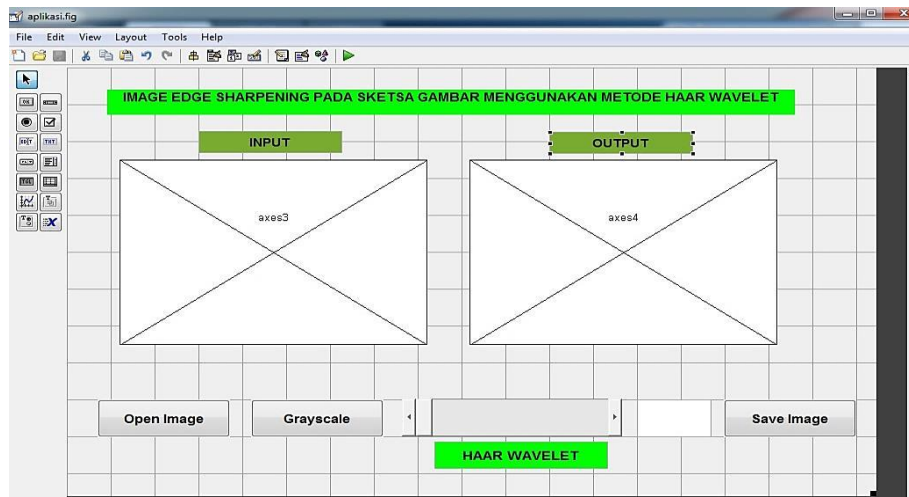 aplikasi.fig
File Edit View Layout Tools Help
IMAGE EDGE SHARPENING PADA SKETSA GAMBAR MENGGUNAKAN METODE HAAR WAVELET
INPUT
OUTPUT
axes3
axes4
Open Image
Grayscale
Save Image
HAAR WAVELET